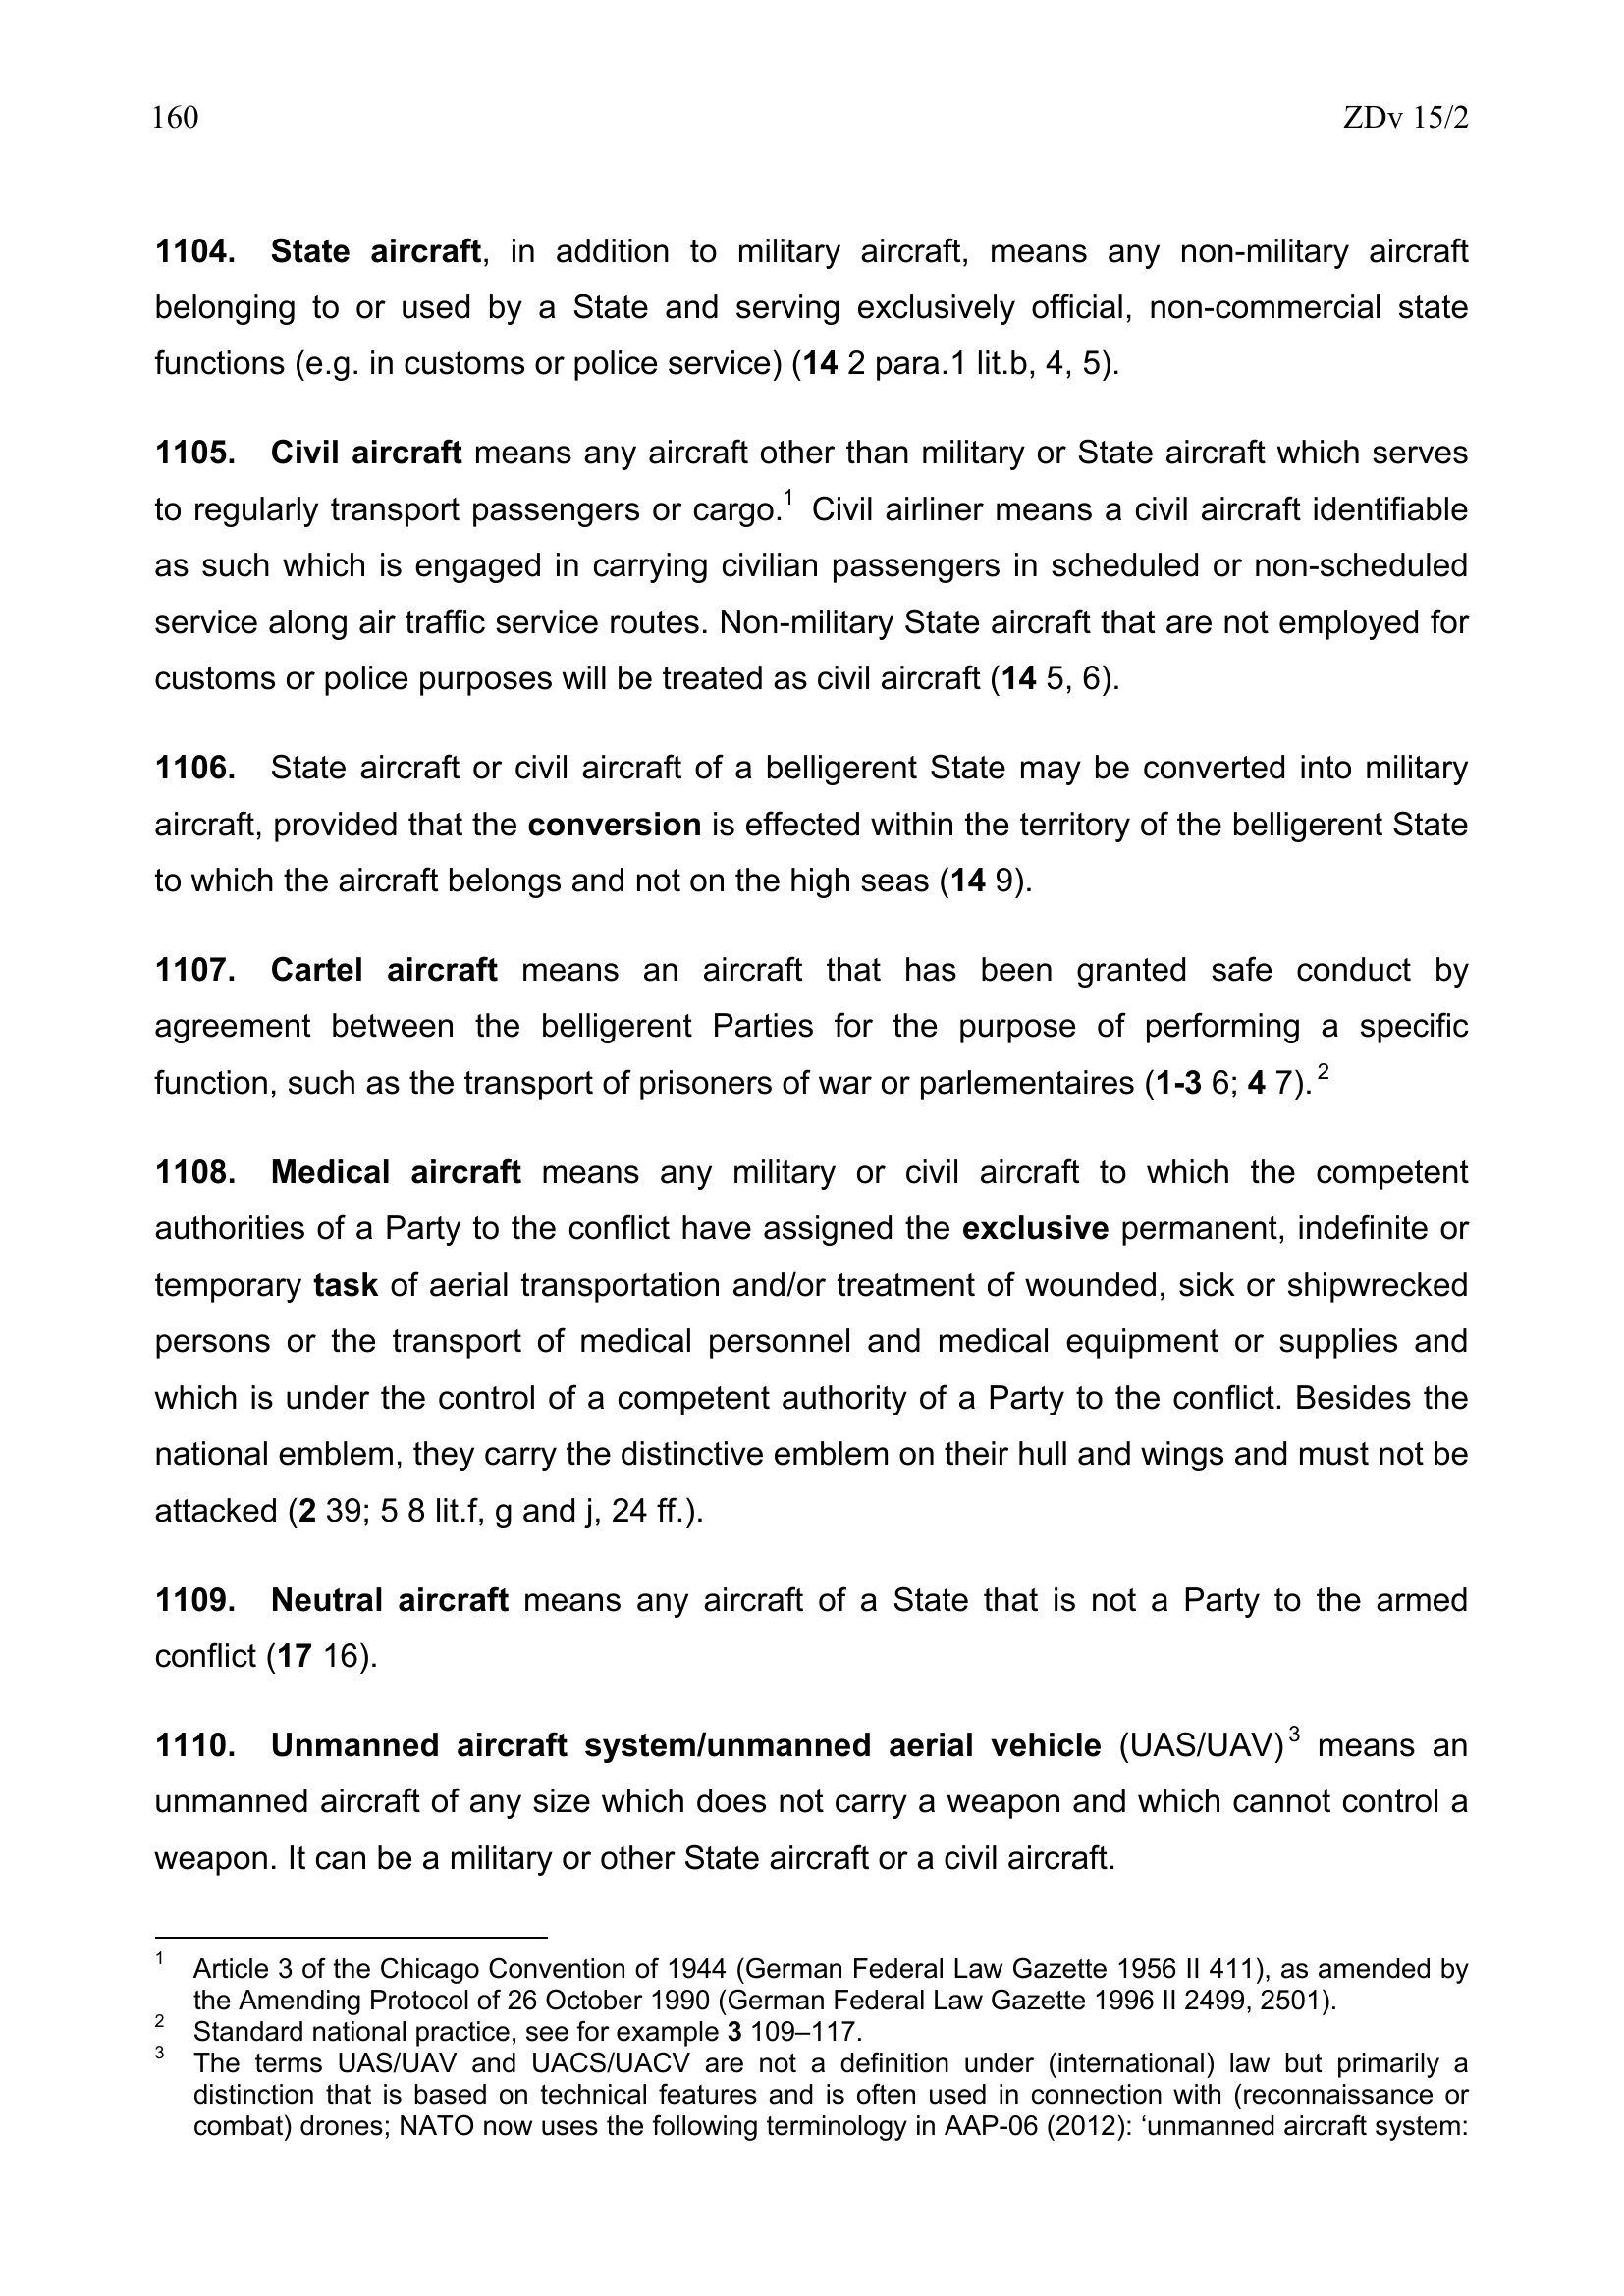 160 ZDv 15/2
1104. State aircraft, in addition to military aircraft, means any non-military aircraft
belonging to or used by a State and serving exclusively official, non-commercial state
functions (e.g. in customs or police service) (14 2 para.1 lit.b, 4, 5).
1105. Civil aircraft means any aircraft other than military or State aircraft which serves
to regularly transport passengers or cargo.1 Civil airliner means a civil aircraft identifiable
as such which is engaged in carrying civilian passengers in scheduled or non-scheduled
service along air traffic service routes. Non-military State aircraft that are not employed for
customs or police purposes will be treated as civil aircraft (14 5, 6).
1106. State aircraft or civil aircraft of a belligerent State may be converted into military
aircraft, provided that the conversion is effected within the territory of the belligerent State
to which the aircraft belongs and not on the high seas (14 9).
1107. Cartel aircraft means an aircraft that has been granted safe conduct by
agreement between the belligerent Parties for the purpose of performing a specific
function, such as the transport of prisoners of war or parlementaires (1-3 6; 4 7).2
1108. Medical aircraft means any military or civil aircraft to which the competent
authorities of a Party to the conflict have assigned the exclusive permanent, indefinite or
temporary task of aerial transportation and/or treatment of wounded, sick or shipwrecked
persons or the transport of medical personnel and medical equipment or supplies and
which is under the control of a competent authority of a Party to the conflict. Besides the
national emblem, they carry the distinctive emblem on their hull and wings and must not be
attacked (2 39; 5 8 lit.f, g and j, 24 ff.).
1109. Neutral aircraft means any aircraft of a State that is not a Party to the armed
conflict (17 16).
1110. Unmanned aircraft system/unmanned aerial vehicle (UAS/UAV)3 means an
unmanned aircraft of any size which does not carry a weapon and which cannot control a
weapon. It can be a military or other State aircraft or a civil aircraft.
1 Article 3 of the Chicago Convention of 1944 (German Federal Law Gazette 1956 II 411), as amended by
the Amending Protocol of 26 October 1990 (German Federal Law Gazette 1996 II 2499, 2501).
2 Standard national practice, see for example 3 109–117.
3 The terms UAS/UAV and UACS/UACV are not a definition under (international) law but primarily a
distinction that is based on technical features and is often used in connection with (reconnaissance or
combat) drones; NATO now uses the following terminology in AAP-06 (2012): ‘unmanned aircraft system: